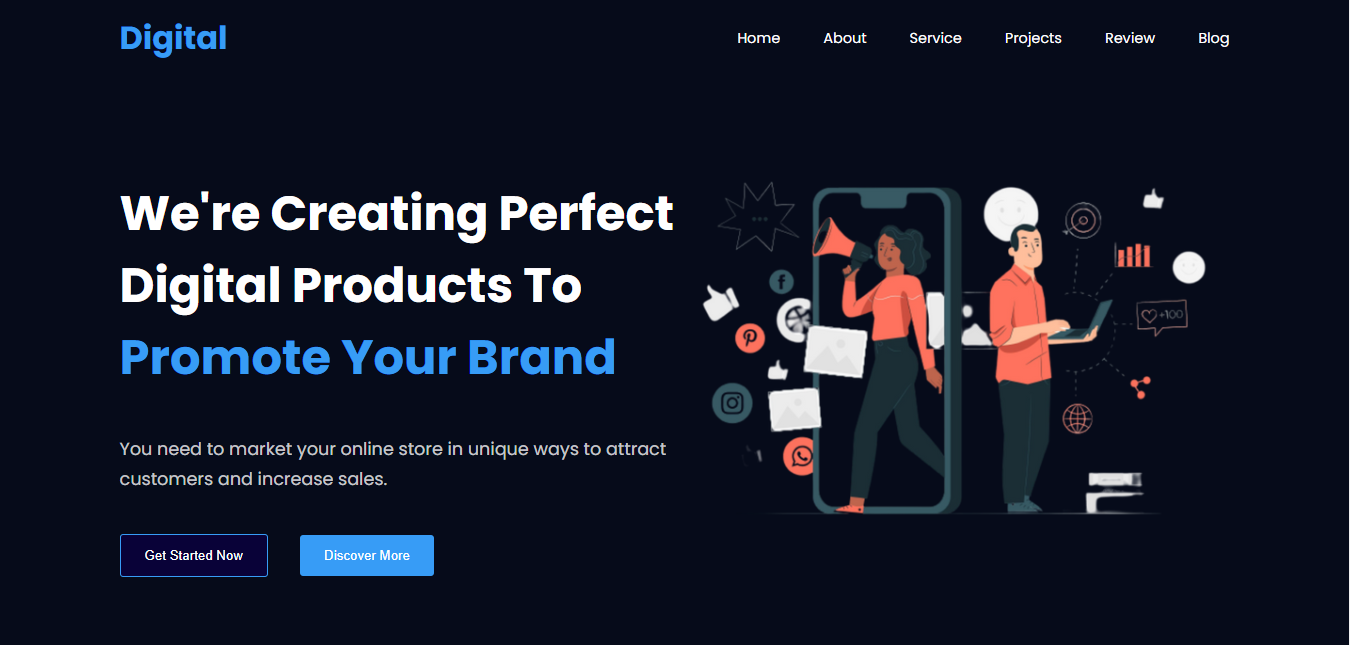 Digital
Home About Service Projects Review Blog
We're Creating Perfect
Digital Products To
Promote Your Brand
You need to market your online store in unique ways to attract
customers and increase sales.
Get Started Now
Discover More
+100